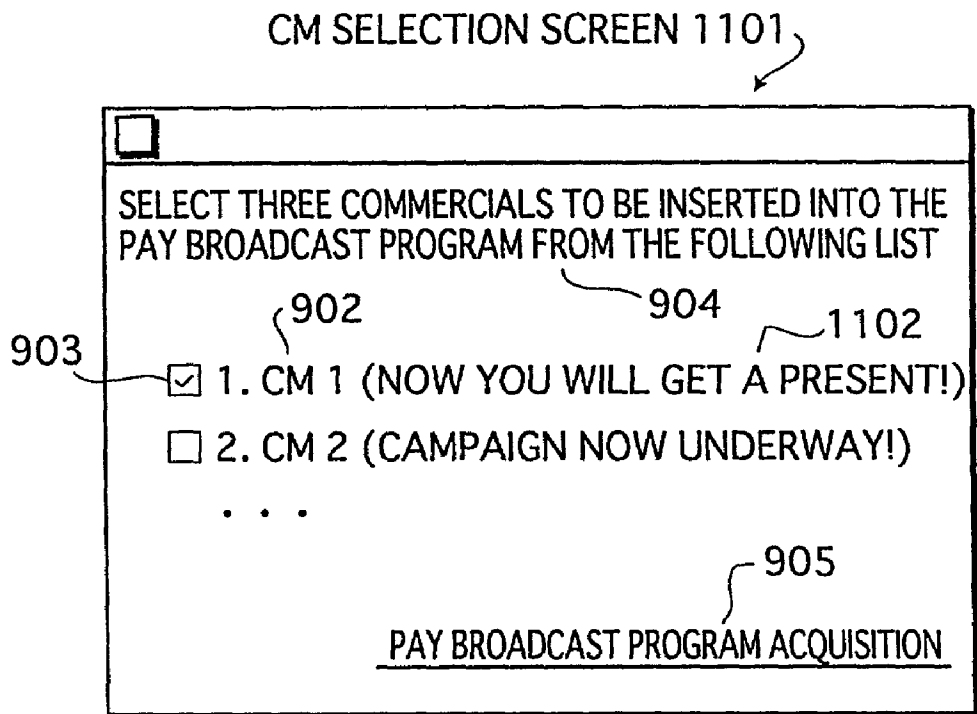 CM SELECTION SCREEN 1101
SELECT THREE COMMERCIALS TO BE INSERTED INTO THE
PAY BROADCAST PROGRAM FROM THE FOLLOWING LIST
904
902
1102
903
1. CM 1 (NOW YOU WILL GET A PRESENT!)
2. CM 2 (CAMPAIGN NOW UNDERWAY!)
. . .
905
PAY BROADCAST PROGRAM ACQUISITION